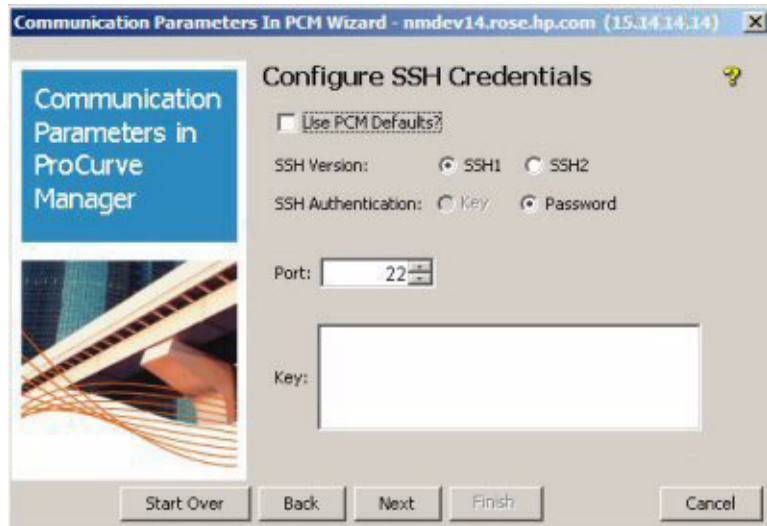 Communication Parameters In PCM Wizard - nmdev14.rose.hp.com (15.14.14.14)
Communication
Parameters in
ProCurve
Manager
Configure SSH Credentials
?
Use PCM Defaults?
SSH Version: SSH1 SSH2
SSH Authentication: Key Password
Port: 22
Key:
Start Over Back Next Finish Cancel